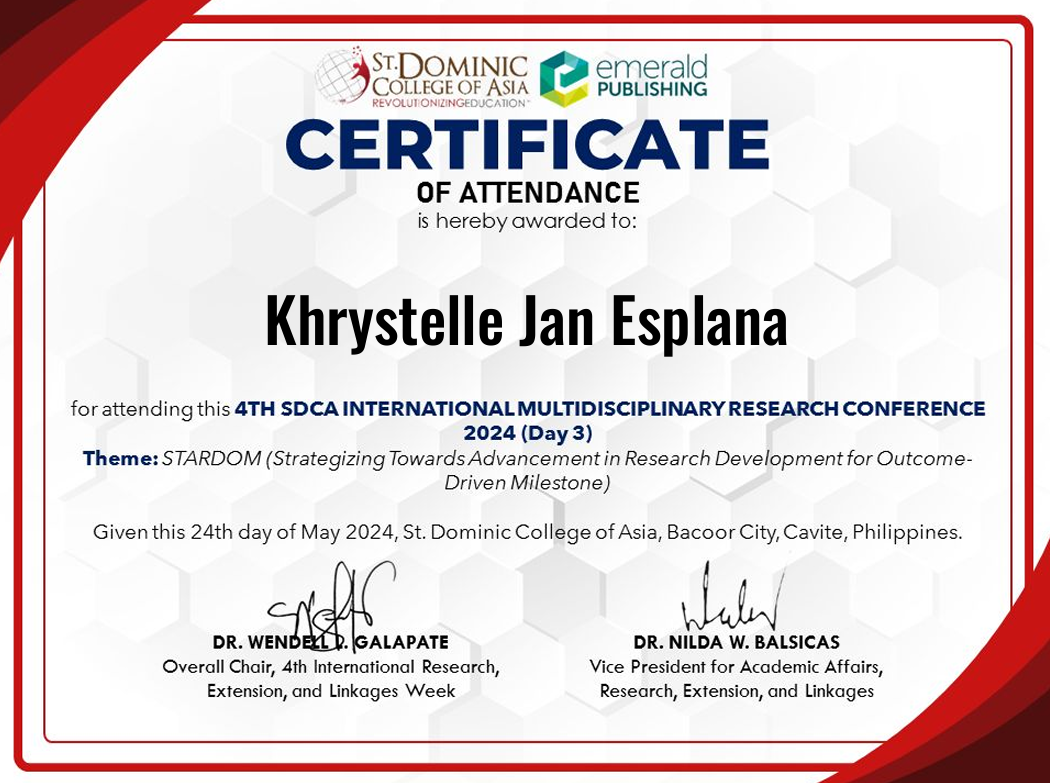 ST. DOMINIC
COLLEGE OF ASIA
REVOLUTIONIZINGEDUCATION
emerald
PUBLISHING
CERTIFICATE
OF ATTENDANCE
is hereby awarded to:
Khrystelle Jan Esplana
for attending this 4TH SDCA INTERNATIONAL MULTIDISCIPLINARY RESEARCH CONFERENCE
2024 (Day 3)
Theme: STARDOM (Strategizing Towards Advancement in Research Development for Outcome-
Driven Milestone)
Given this 24th day of May 2024, St. Dominic College of Asia, Bacoor City, Cavite, Philippines.
DR. WENDELL GALAPATE
Overall Chair, 4th International Research,
Extension, and Linkages Week
DR. NILDA W. BALSICAS
Vice President for Academic Affairs,
Research, Extension, and Linkages